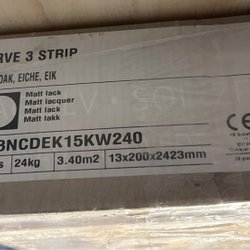 RVE 3 STRIP
OAK, EICHE, EIK
Matt lack
Matt lacquer
Matt lack
Matt lakk
3NCDEK15KW240
s 24kg 3.40m2 13x200x2423mm
CE